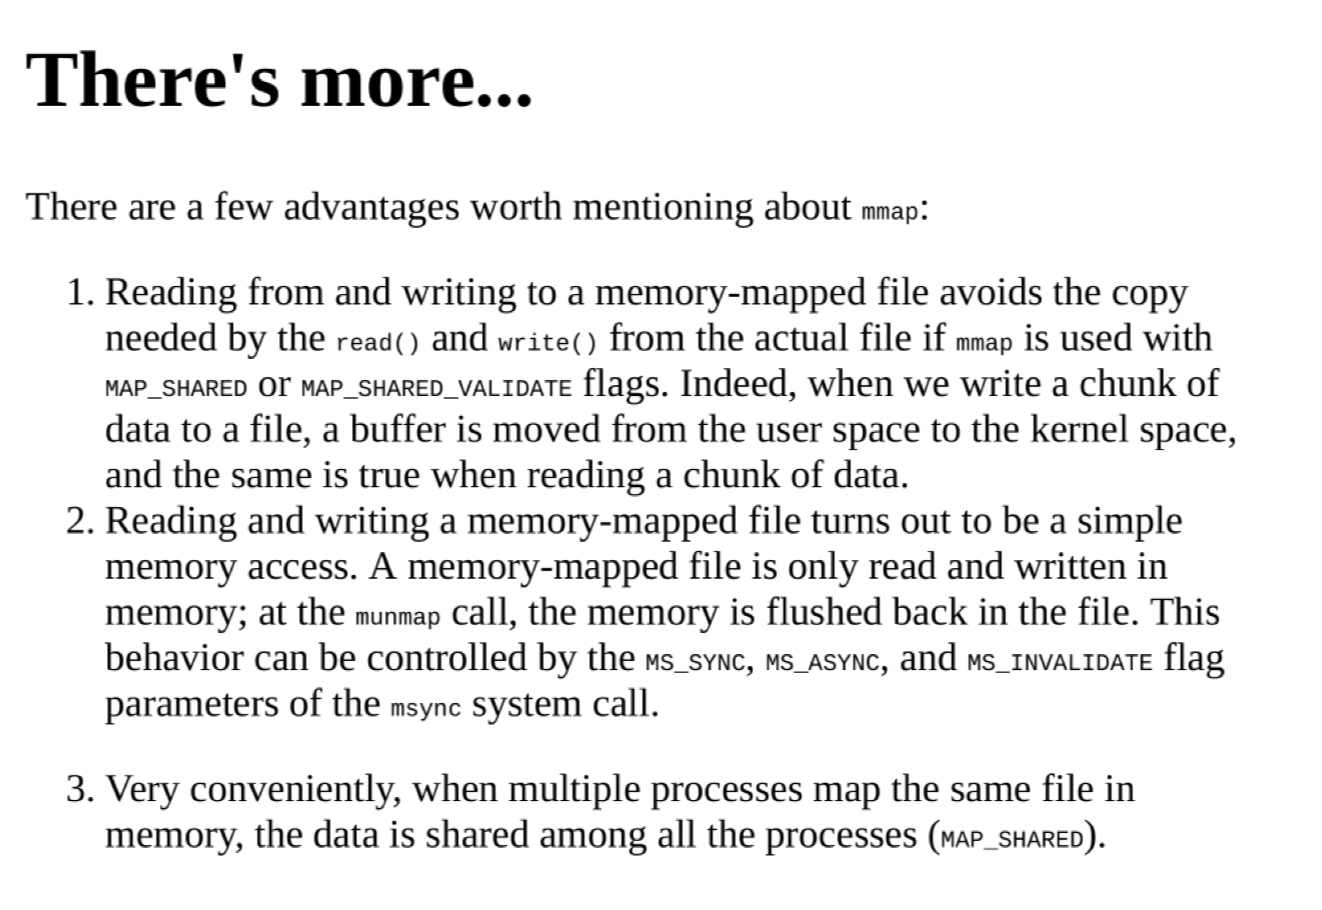 There's more...
There are a few advantages worth mentioning about mmap:
1. Reading from and writing to a memory-mapped file avoids the copy
needed by the read() and write() from the actual file if mmap is used with
MAP_SHARED or MAP_SHARED_VALIDATE flags. Indeed, when we write a chunk of
data to a file, a buffer is moved from the user space to the kernel space,
and the same is true when reading a chunk of data.
2. Reading and writing a memory-mapped file turns out to be a simple
memory access. A memory-mapped file is only read and written in
memory; at the munmap call, the memory is flushed back in the file. This
behavior can be controlled by the MS_SYNC, MS_ASYNC, and MS_INVALIDATE flag
parameters of the msync system call.
3. Very conveniently, when multiple processes map the same file in
memory, the data is shared among all the processes (MAP_SHARED).